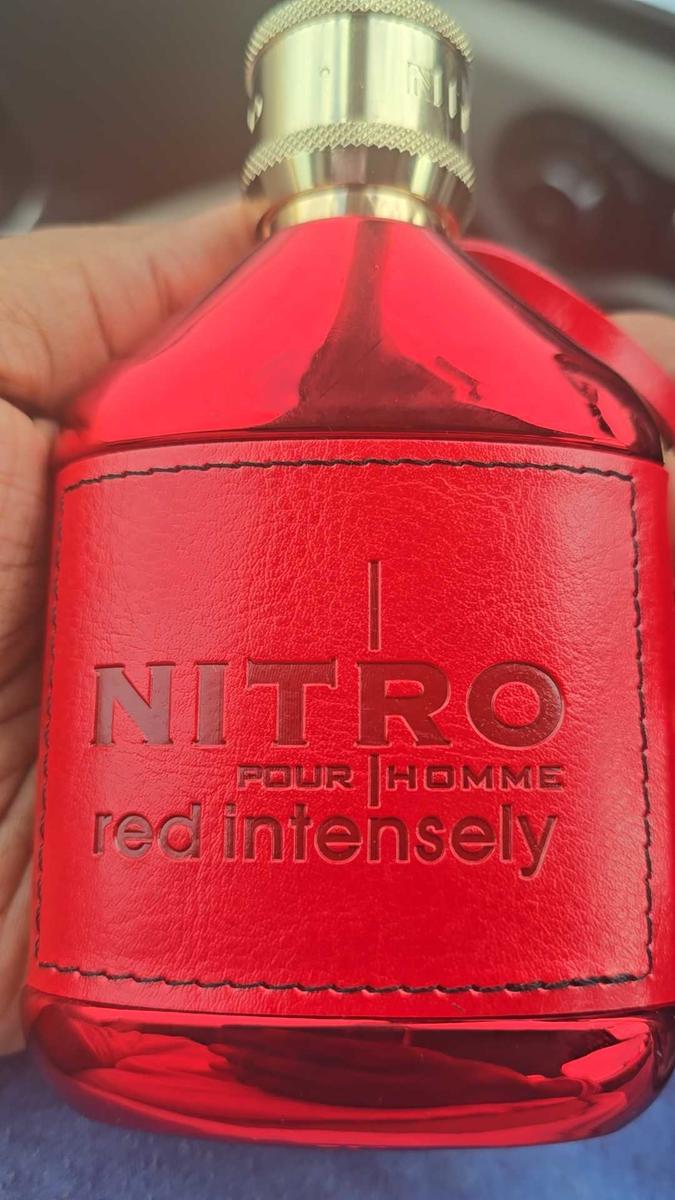 NITRO
POUR HOMME
red intensely